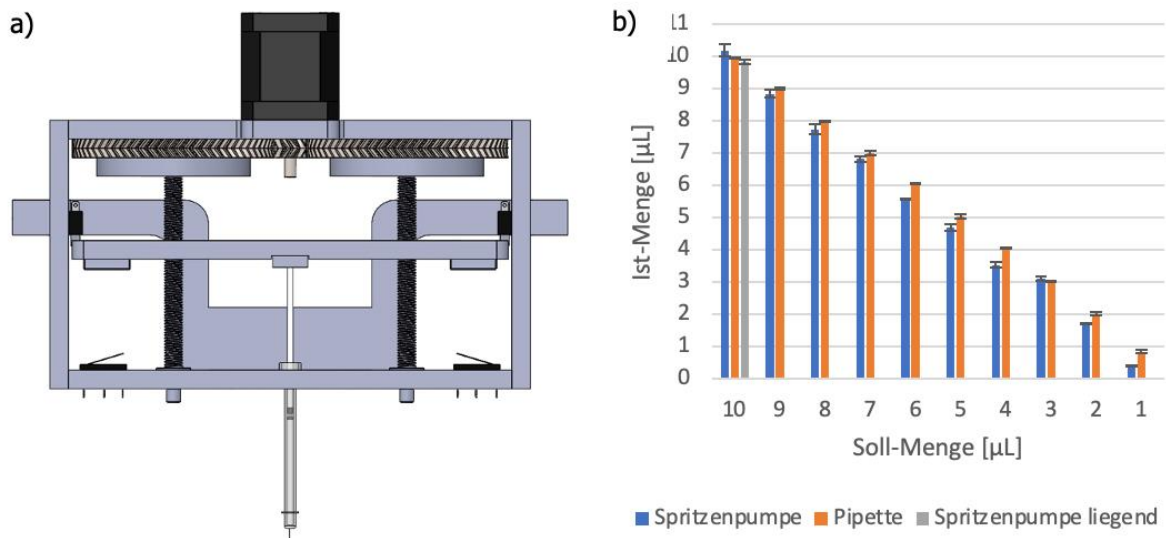 a)
b)
11
10
9
8
7
6
5
4
3
2
1
0
Ist-Menge [µL]
10 9 8 7 6 5 4 3 2 1
Soll-Menge [µL]
Spritzenpumpe Pipette Spritzenpumpe liegend